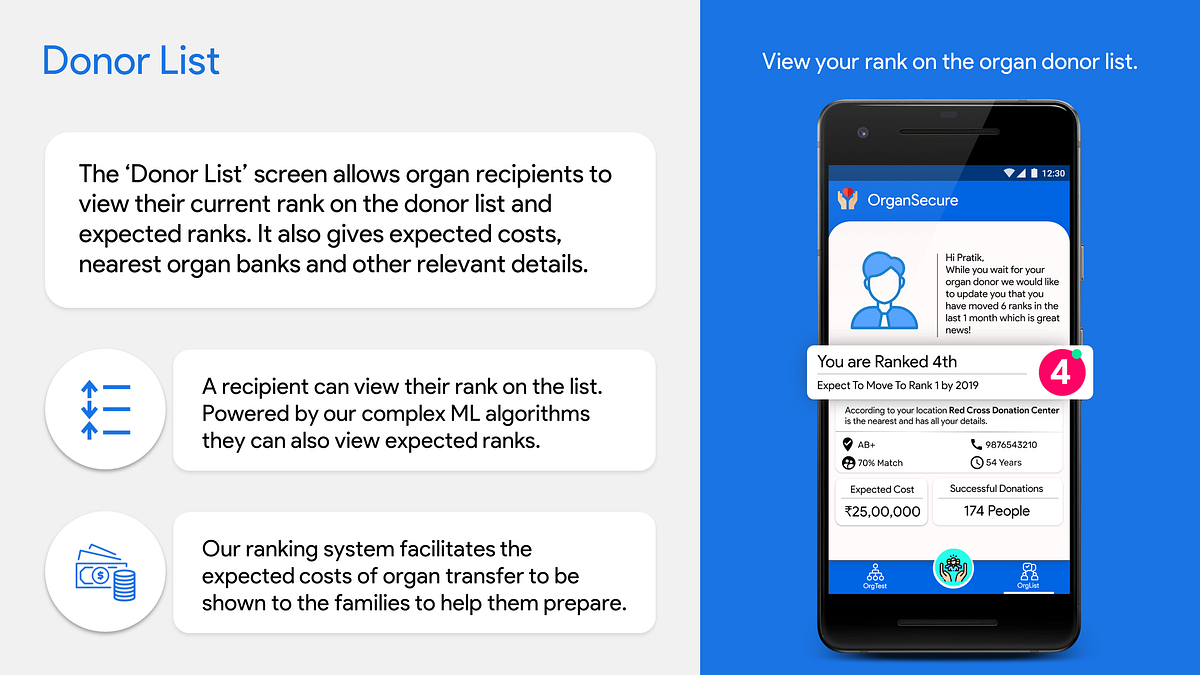 Donor List
The ‘Donor List’ screen allows organ recipients to
view their current rank on the donor list and
expected ranks. It also gives expected costs,
nearest organ banks and other relevant details.
A recipient can view their rank on the list.
Powered by our complex ML algorithms
they can also view expected ranks.
Our ranking system facilitates the
expected costs of organ transfer to be
shown to the families to help them prepare.
View your rank on the organ donor list.
12:30
OrganSecure
Hi Pratik,
While you wait for your
organ donor we would like
to update you that you
have moved 6 ranks in the
last 1 month which is great
news!
You are Ranked 4th
Expect To Move To Rank 1 by 2019
4
According to your location Red Cross Donation Center
is the nearest and has all your details.
AB+
9876543210
70% Match
54 Years
Expected Cost
₹25,00,000
Successful Donations
174 People
OrgTest
OrgList